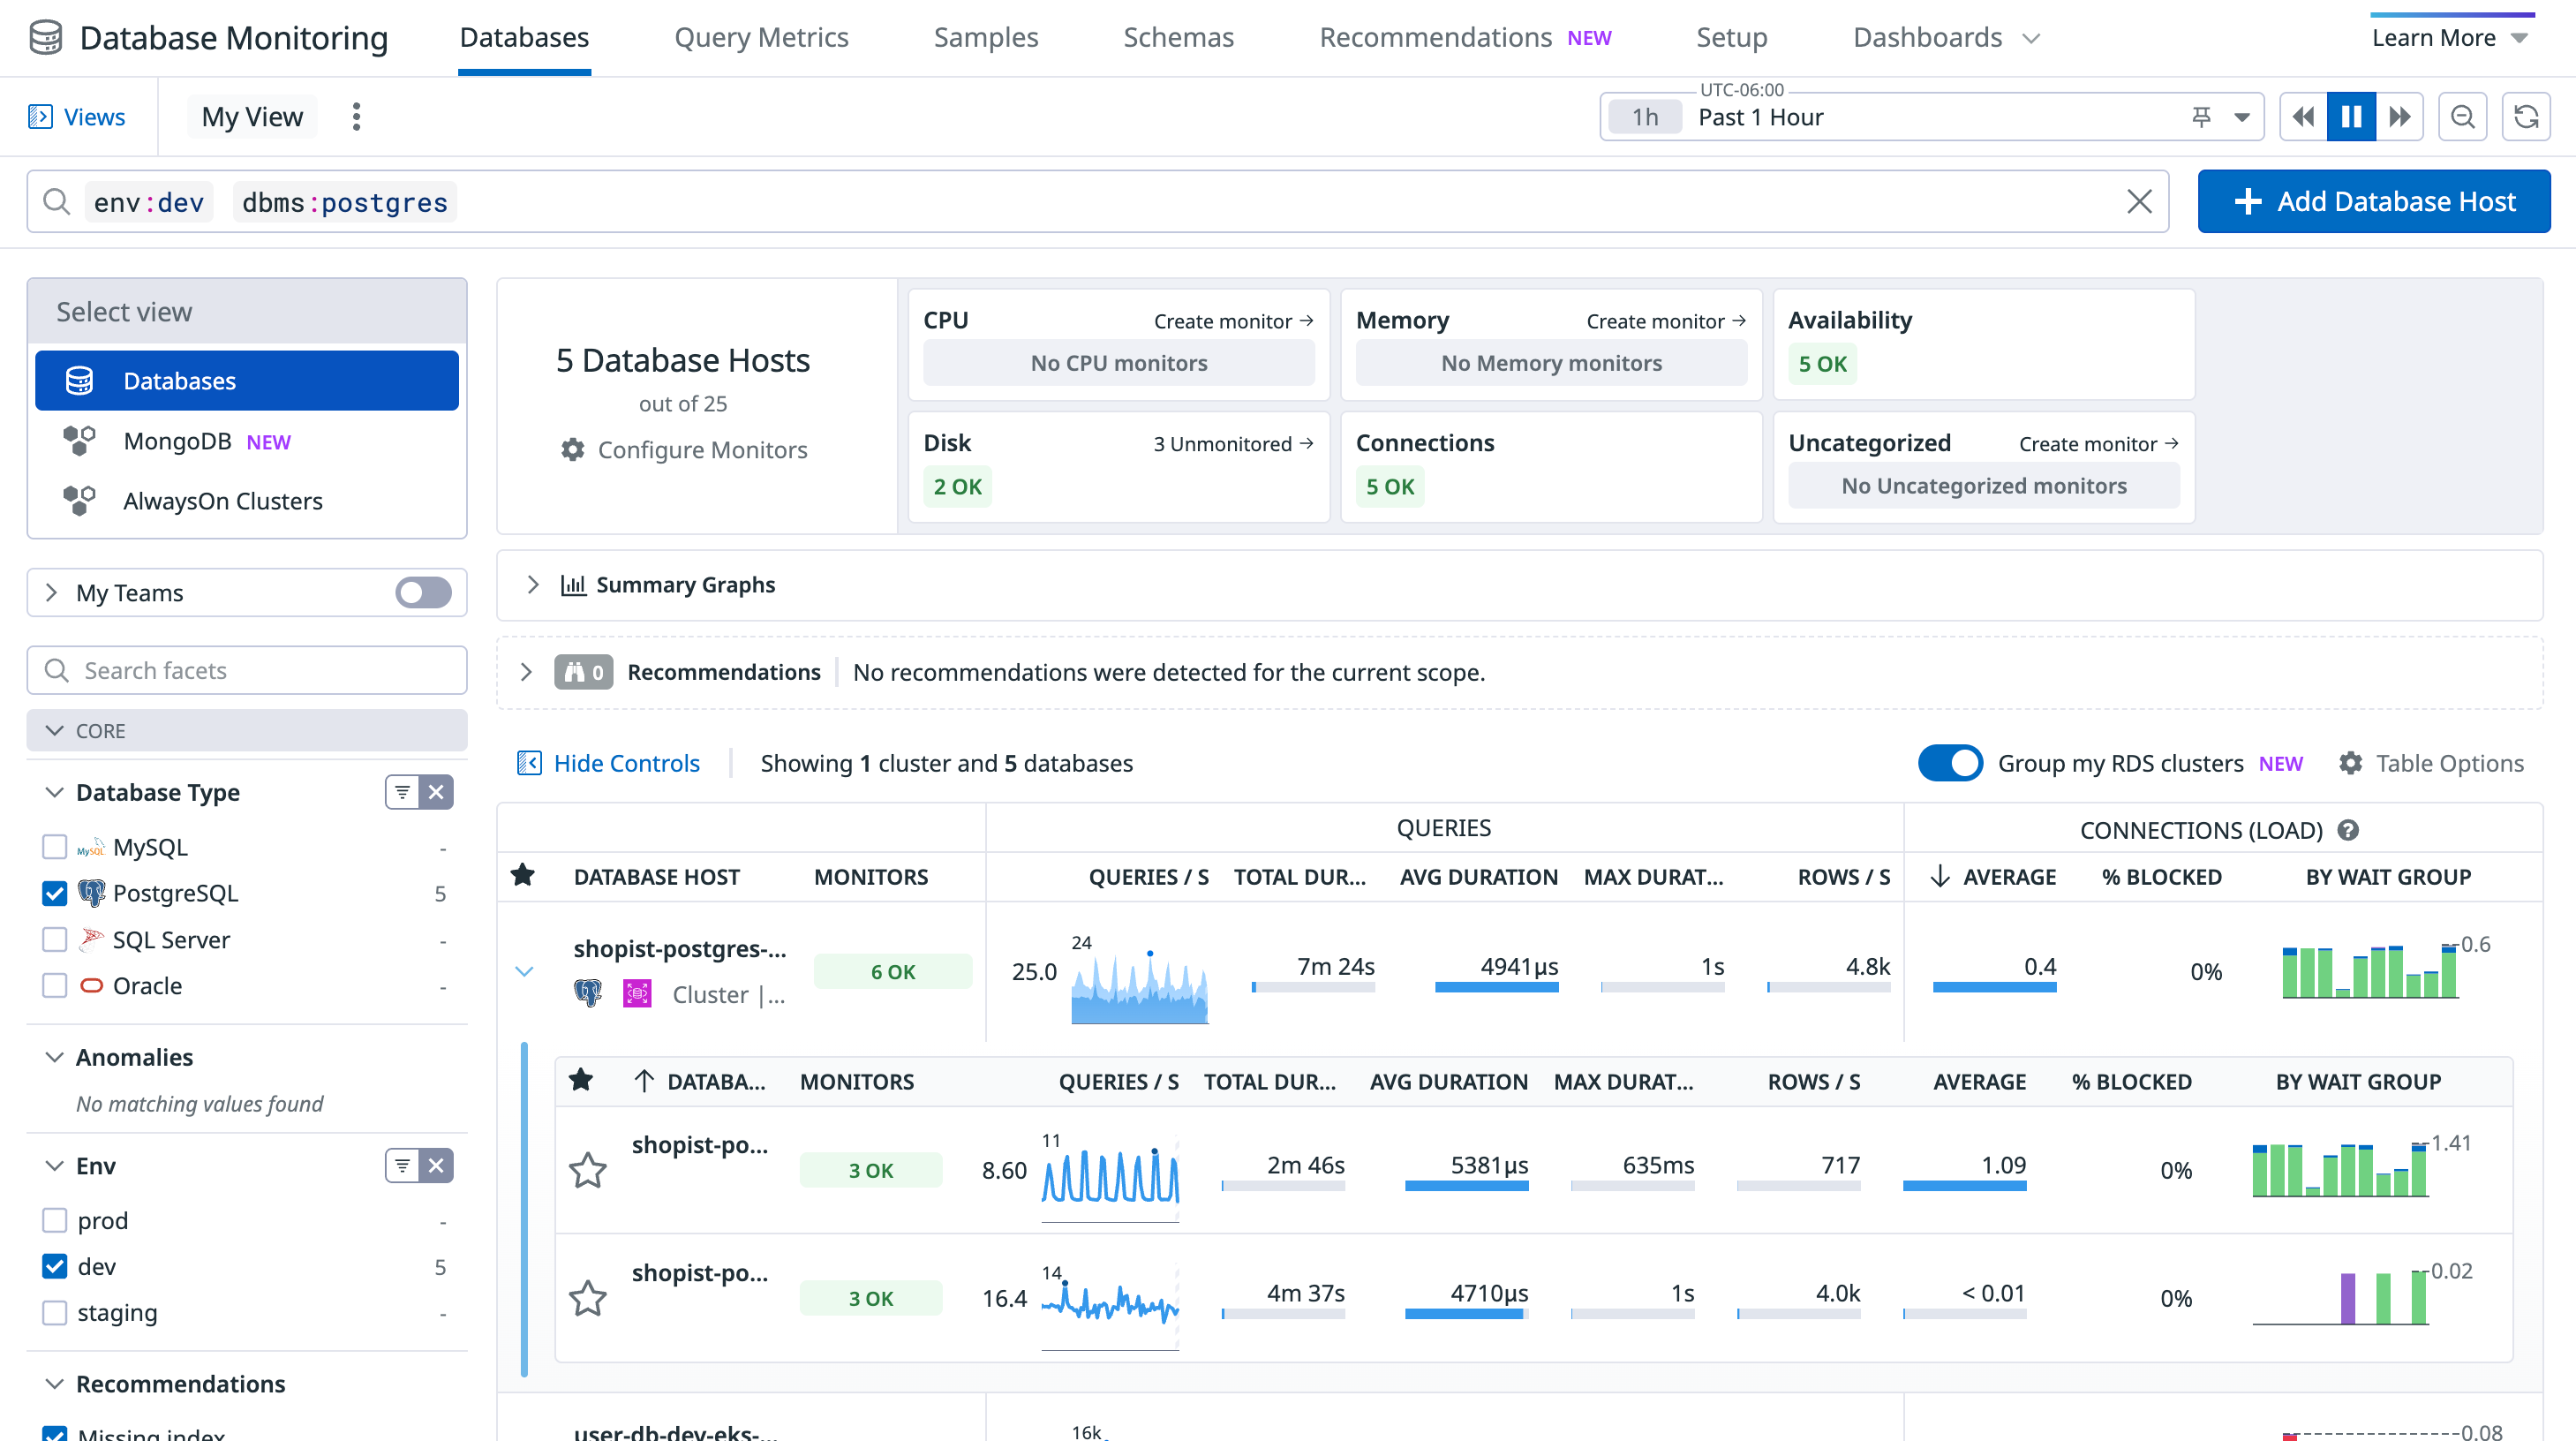 Database Monitoring
Databases
Query Metrics
Samples
Schemas
Recommendations NEW
Setup
Dashboards
Learn More
Views
My View
UTC-06:00
1h Past 1 Hour
env:dev dbms:postgres
Add Database Host
Select view
Databases
MongoDB NEW
AlwaysOn Clusters
My Teams
Search facets
CORE
Database Type
MySQL MySQL -
PostgreSQL 5
SQL Server -
Oracle -
Anomalies
No matching values found
Env
prod -
dev 5
staging -
Recommendations
Missing index
5 Database Hosts
out of 25
Configure Monitors
CPU Create monitor →
No CPU monitors
Memory Create monitor →
No Memory monitors
Availability
5 OK
Disk 3 Unmonitored →
2 OK
Connections
5 OK
Uncategorized Create monitor →
No Uncategorized monitors
Summary Graphs
0 Recommendations No recommendations were detected for the current scope.
Hide Controls Showing 1 cluster and 5 databases
Group my RDS clusters NEW Table Options
QUERIES CONNECTIONS (LOAD)
DATABASE HOST MONITORS QUERIES / S TOTAL DUR... AVG DURATION MAX DURAT... ROWS / S AVERAGE % BLOCKED BY WAIT GROUP
shopist-postgres-...
Cluster |...
6 OK 25.0 24 7m 24s 4941µs 1s 4.8k 0.4 0% 0.6
DATABA... MONITORS QUERIES / S TOTAL DUR... AVG DURATION MAX DURAT... ROWS / S AVERAGE % BLOCKED BY WAIT GROUP
shopist-po... 3 OK 8.60 11 2m 46s 5381µs 635ms 717 1.09 0% 1.41
shopist-po... 3 OK 16.4 14 4m 37s 4710µs 1s 4.0k < 0.01 0% 0.02
user-db-dev-eks-... 16k 0.08